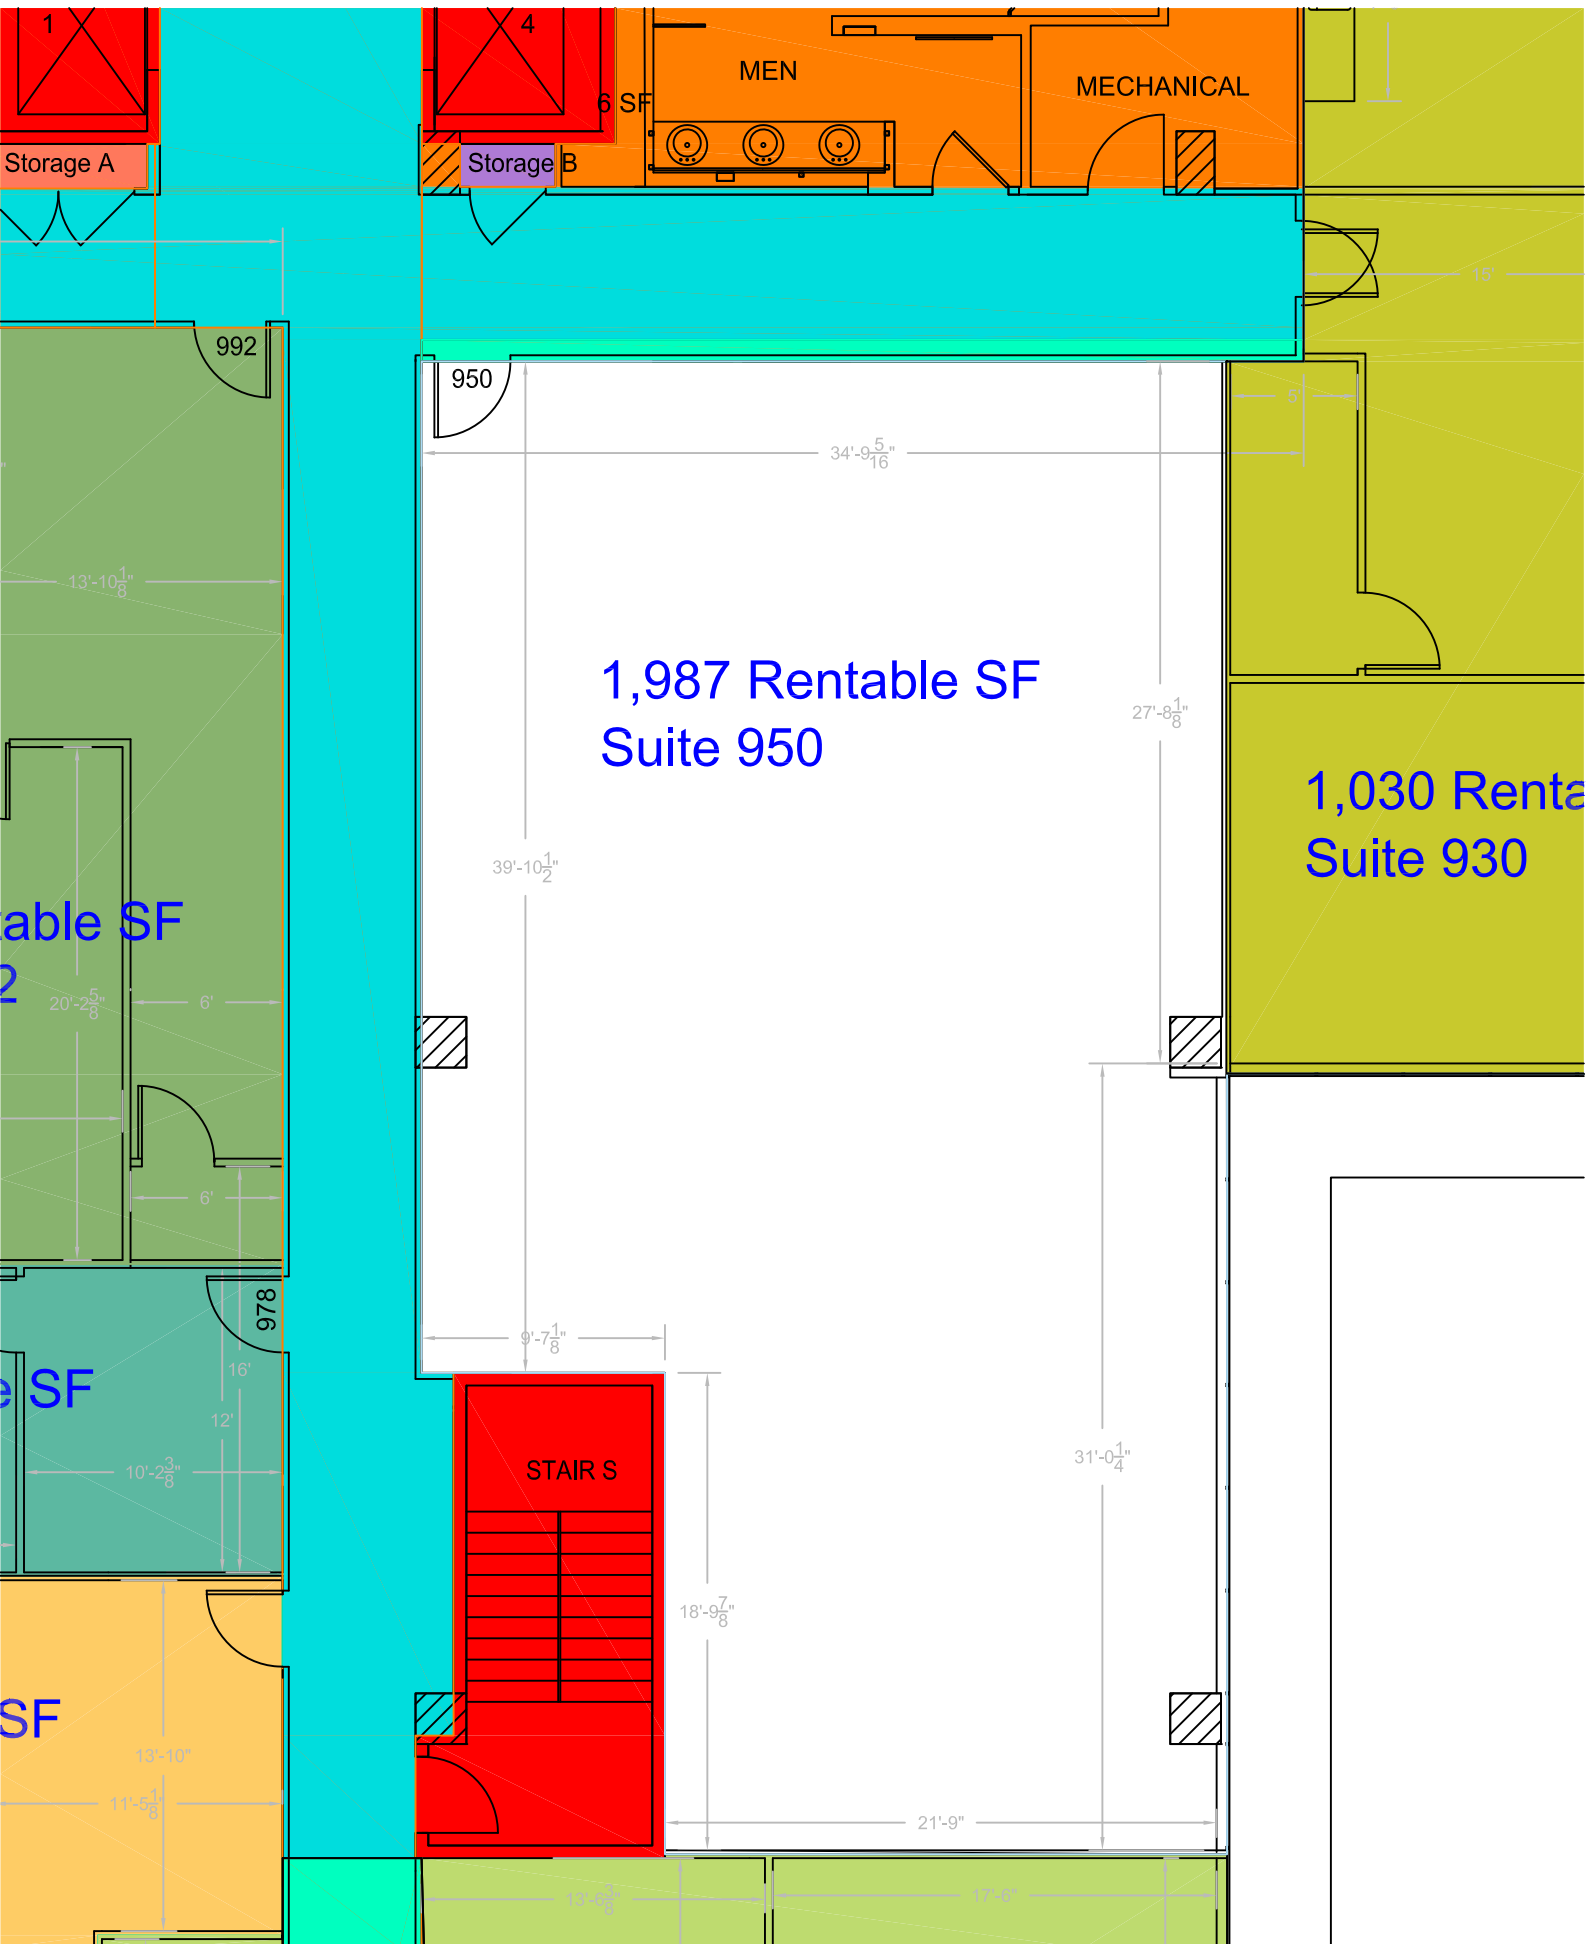 1
4
MEN
MECHANICAL
6 SF
Storage A
Storage B
15'
992
950
34'-9 5/16"
13'-10 1/8"
1,987 Rentable SF
Suite 950
27'-8 1/8"
1,030 Renta
Suite 930
39'-10 1/2"
table SF
2
20'-2 5/8"
6'
6'
978
9'-7 1/8"
16'
e SF
12'
10'-2 3/8"
STAIR S
31'-0 1/4"
18'-9 7/8"
SF
13'-10"
11'-5 1/8"
21'-9"
13'-6 3/8"
17'-6"